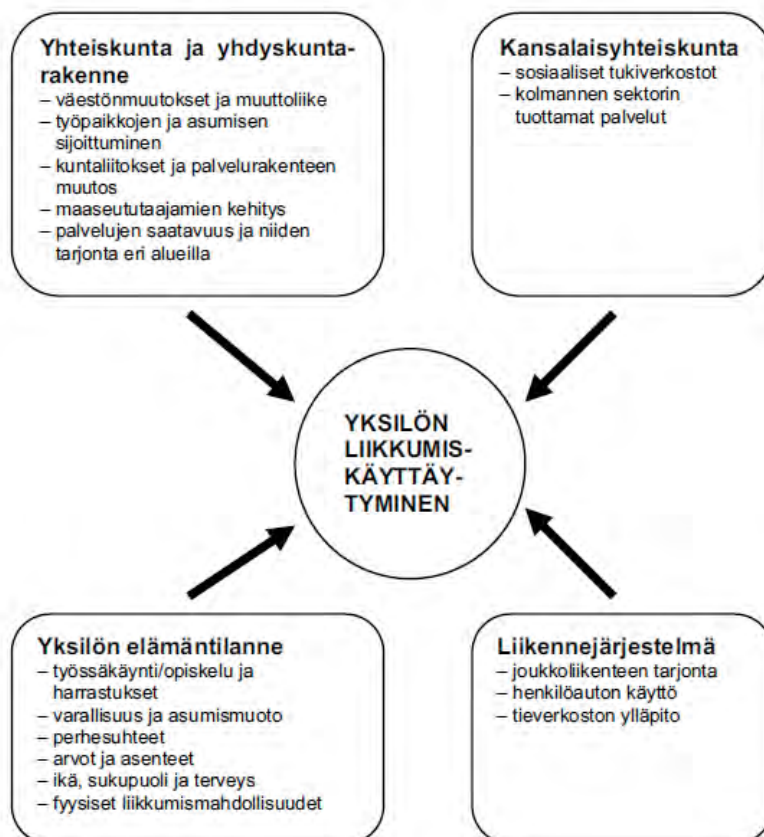 Yhteiskunta ja yhdyskunta-
rakenne
– väestönmuutokset ja muuttoliike
– työpaikkojen ja asumisen
sijoittuminen
– kuntaliitokset ja palvelurakenteen
muutos
– maaseututaajamien kehitys
– palvelujen saatavuus ja niiden
tarjonta eri alueilla
Kansalaisyhteiskunta
– sosiaaliset tukiverkostot
– kolmannen sektorin
tuottamat palvelut
YKSILÖN
LIIKKUMIS-
KÄYTTÄY-
TYMINEN
Yksilön elämäntilanne
– työssäkäynti/opiskelu ja
harrastukset
– varallisuus ja asumismuoto
– perhesuhteet
– arvot ja asenteet
– ikä, sukupuoli ja terveys
– fyysiset liikkumismahdollisuudet
Liikennejärjestelmä
– joukkoliikenteen tarjonta
– henkilöauton käyttö
– tieverkoston ylläpito